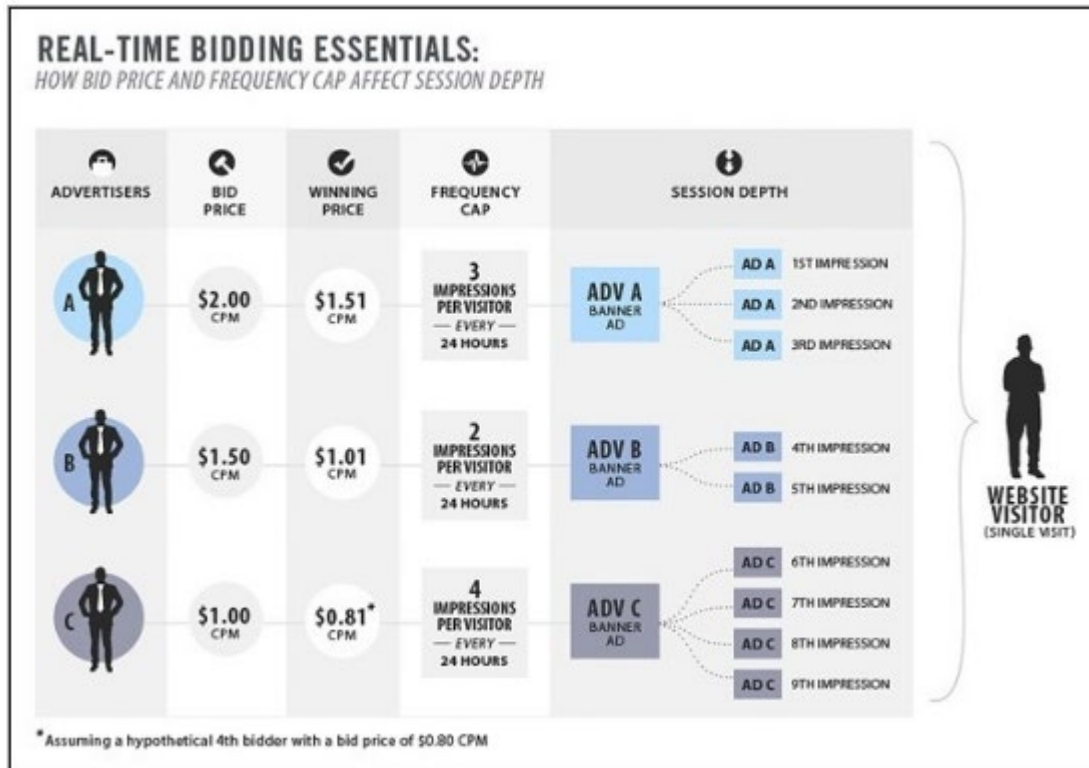 REAL-TIME BIDDING ESSENTIALS:
HOW BID PRICE AND FREQUENCY CAP AFFECT SESSION DEPTH
ADVERTISERS
BID
PRICE
WINNING
PRICE
FREQUENCY
CAP
SESSION DEPTH
A
$2.00
CPM
$1.51
CPM
3
IMPRESSIONS
PER VISITOR
— EVERY —
24 HOURS
ADV A
BANNER
AD
AD A 1ST IMPRESSION
AD A 2ND IMPRESSION
AD A 3RD IMPRESSION
B
$1.50
CPM
$1.01
CPM
2
IMPRESSIONS
PER VISITOR
— EVERY —
24 HOURS
ADV B
BANNER
AD
AD B 4TH IMPRESSION
AD B 5TH IMPRESSION
C
$1.00
CPM
$0.81*
CPM
4
IMPRESSIONS
PER VISITOR
— EVERY —
24 HOURS
ADV C
BANNER
AD
AD C 6TH IMPRESSION
AD C 7TH IMPRESSION
AD C 8TH IMPRESSION
AD C 9TH IMPRESSION
WEBSITE
VISITOR
(SINGLE VISIT)
*Assuming a hypothetical 4th bidder with a bid price of $0.80 CPM